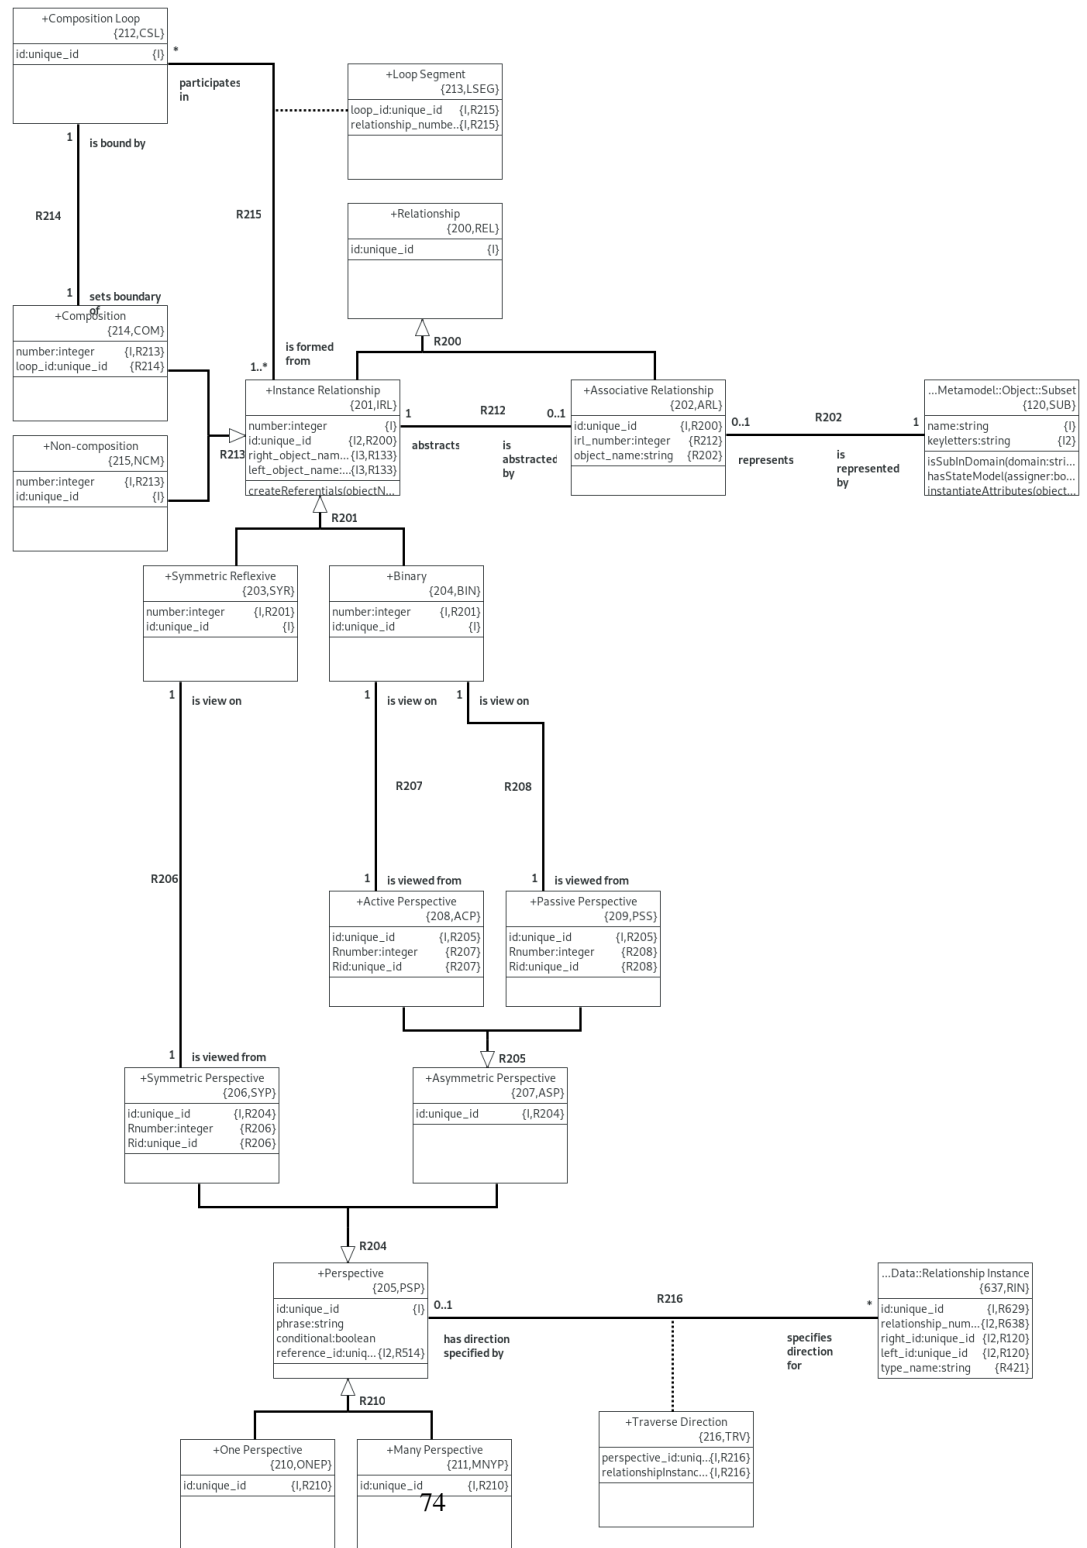 +Composition Loop
{212,CSL}
id:unique_id {I}
*
participates
in
+Loop Segment
{213,LSEG}
loop_id:unique_id {I,R215}
relationship_numbe..{I,R215}
1
is bound by
R214
R215
+Relationship
{200,REL}
id:unique_id {I}
1
sets boundary
of
+Composition
{214,COM}
number:integer {I,R213}
loop_id:unique_id {R214}
R200
is formed
from
1..*
+Instance Relationship
{201,IRL}
number:integer {I}
id:unique_id {I2,R200}
right_object_nam...{I3,R133}
left_object_name:...{I3,R133}
createReferentials(objectN...
1
R212
0..1
abstracts
is
abstracted
by
+Associative Relationship
{202,ARL}
id:unique_id {I,R200}
irl_number:integer {R212}
object_name:string {R202}
0..1
R202
1
represents
is
represented
by
...Metamodel::Object::Subset
{120,SUB}
name:string {I}
keyletters:string {I2}
isSubInDomain(domain:stri...
hasStateModel(assigner:bo...
instantiateAttributes(object...
+Non-composition
{215,NCM}
number:integer {I,R213}
id:unique_id {I}
R213
R201
+Symmetric Reflexive
{203,SYR}
number:integer {I,R201}
id:unique_id {I}
+Binary
{204,BIN}
number:integer {I,R201}
id:unique_id {I}
1
is view on
1
is view on
1
is view on
R207
R208
R206
1
is viewed from
1
is viewed from
+Active Perspective
{208,ACP}
id:unique_id {I,R205}
Rnumber:integer {R207}
Rid:unique_id {R207}
+Passive Perspective
{209,PSS}
id:unique_id {I,R205}
Rnumber:integer {R208}
Rid:unique_id {R208}
1
is viewed from
R205
+Symmetric Perspective
{206,SYP}
id:unique_id {I,R204}
Rnumber:integer {R206}
Rid:unique_id {R206}
+Asymmetric Perspective
{207,ASP}
id:unique_id {I,R204}
R204
+Perspective
{205,PSP}
id:unique_id {I}
phrase:string
conditional:boolean
reference_id:uniq...{I2,R514}
0..1
R216
*
has direction
specified by
specifies
direction
for
...Data::Relationship Instance
{637,RIN}
id:unique_id {I,R629}
relationship_num...{I2,R638}
right_id:unique_id {I2,R120}
left_id:unique_id {I2,R120}
type_name:string {R421}
R210
+One Perspective
{210,ONEP}
id:unique_id {I,R210}
+Many Perspective
{211,MNYP}
id:unique_id {I,R210}
+Traverse Direction
{216,TRV}
perspective_id:uniq...{I,R216}
relationshipInstanc...{I,R216}
74